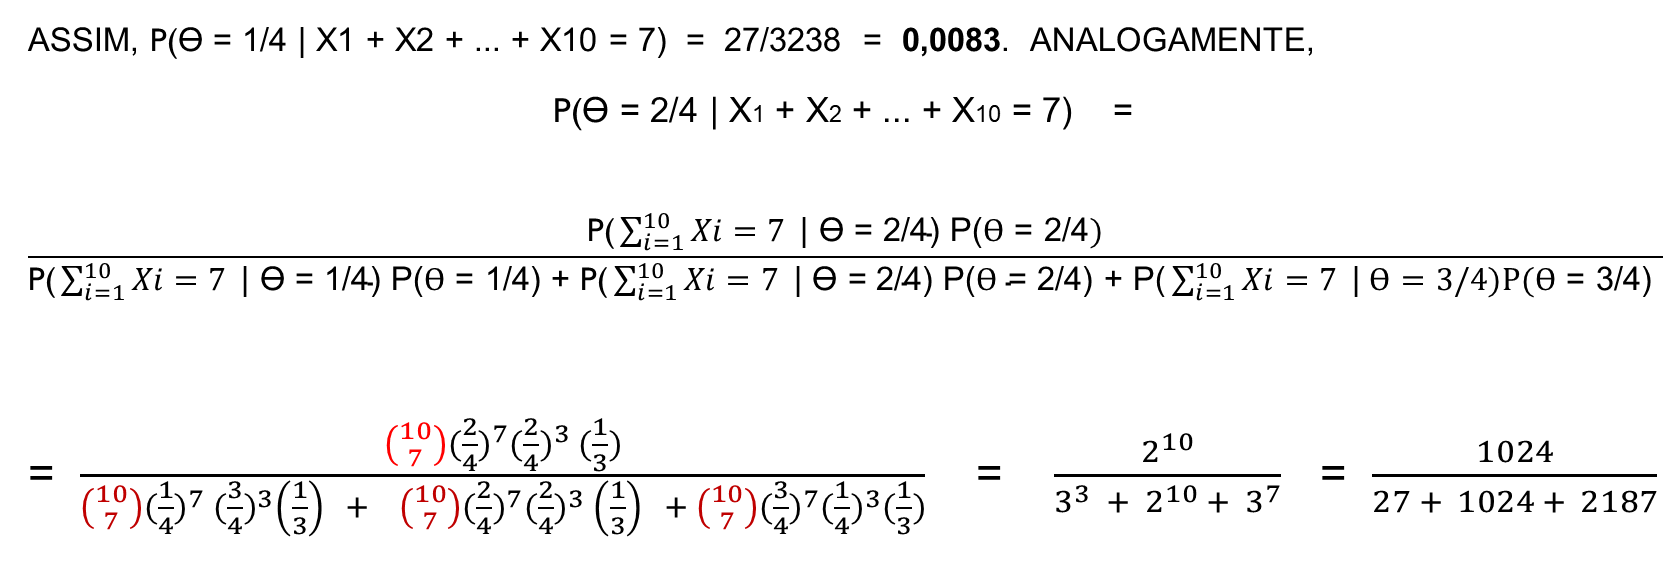 ASSIM, P(Ɵ = 1/4 | X1 + X2 + ... + X10 = 7) = 27/3238 = 0,0083. ANALOGAMENTE,
P(Ɵ = 2/4 | X1 + X2 + ... + X10 = 7) =
P(∑_{i=1}^{10} Xi = 7 | Ɵ = 2/4) P(Ɵ = 2/4)
P(∑_{i=1}^{10} Xi = 7 | Ɵ = 1/4) P(Ɵ = 1/4) + P(∑_{i=1}^{10} Xi = 7 | Ɵ = 2/4) P(Ɵ = 2/4) + P(∑_{i=1}^{10} Xi = 7 | Ɵ = 3/4)P(Ɵ = 3/4)
(10 7)(2/4)^7(2/4)^3 (1/3) 2^10 1024
= = =
(10 7)(1/4)^7 (3/4)^3(1/3) + (10 7)(2/4)^7(2/4)^3 (1/3) + (10 7)(3/4)^7(1/4)^3(1/3) 3^3 + 2^10 + 3^7 27 + 1024 + 2187